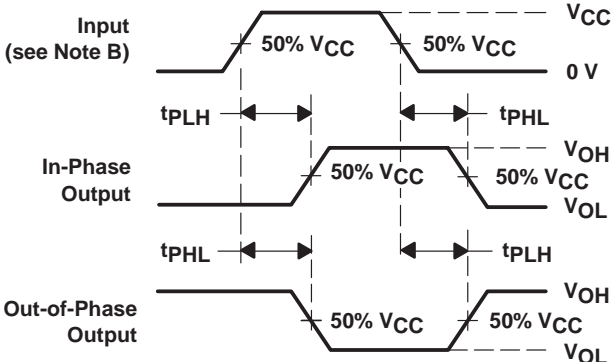 Input
(see Note B)
VCC
50% VCC
50% VCC
0 V
tPLH
tPHL
In-Phase
Output
VOH
50% VCC
50% VCC
VOL
tPHL
tPLH
Out-of-Phase
Output
VOH
50% VCC
50% VCC
VOL